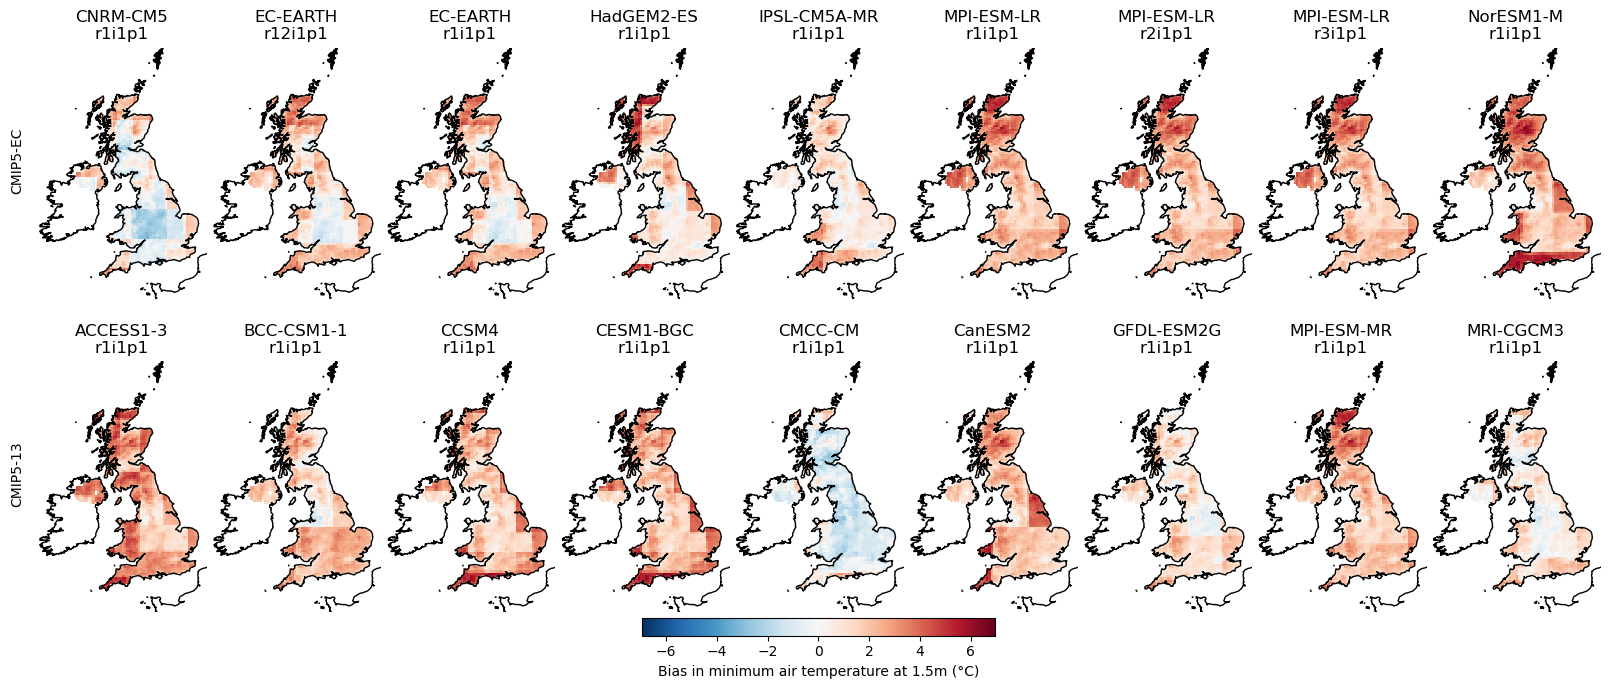 CNRM-CM5
r1i1p1
EC-EARTH
r12i1p1
EC-EARTH
r1i1p1
HadGEM2-ES
r1i1p1
IPSL-CM5A-MR
r1i1p1
MPI-ESM-LR
r1i1p1
MPI-ESM-LR
r2i1p1
MPI-ESM-LR
r3i1p1
NorESM1-M
r1i1p1
CMIP5-EC
ACCESS1-3
r1i1p1
BCC-CSM1-1
r1i1p1
CCSM4
r1i1p1
CESM1-BGC
r1i1p1
CMCC-CM
r1i1p1
CanESM2
r1i1p1
GFDL-ESM2G
r1i1p1
MPI-ESM-MR
r1i1p1
MRI-CGCM3
r1i1p1
CMIP5-13
−6 −4 −2 0 2 4 6
Bias in minimum air temperature at 1.5m (°C)